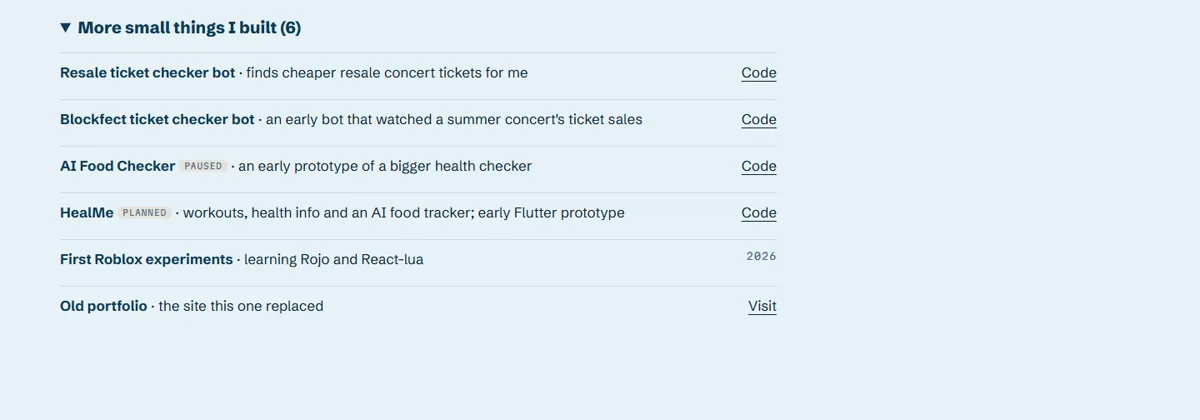 ▼ More small things I built (6)
Resale ticket checker bot · finds cheaper resale concert tickets for me Code
Blockfect ticket checker bot · an early bot that watched a summer concert's ticket sales Code
AI Food Checker PAUSED · an early prototype of a bigger health checker Code
HealMe PLANNED · workouts, health info and an AI food tracker; early Flutter prototype Code
First Roblox experiments · learning Rojo and React-lua 2026
Old portfolio · the site this one replaced Visit